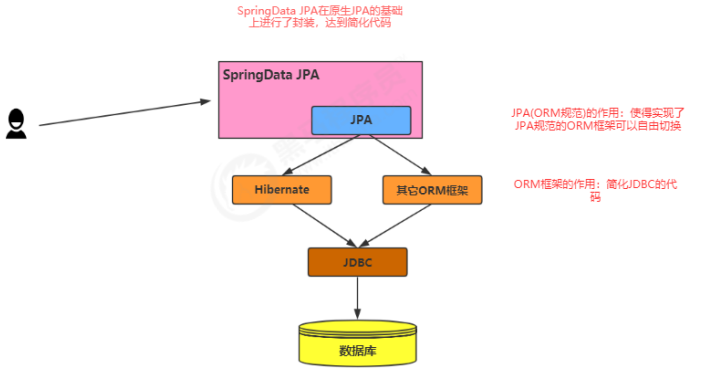 SpringData JPA在原生JPA的基础
上进行了封装，达到简化代码
SpringData JPA
JPA
JPA(ORM规范)的作用：使得实现了
JPA规范的ORM框架可以自由切换
Hibernate
其它ORM框架
ORM框架的作用：简化JDBC的代
码
JDBC
数据库